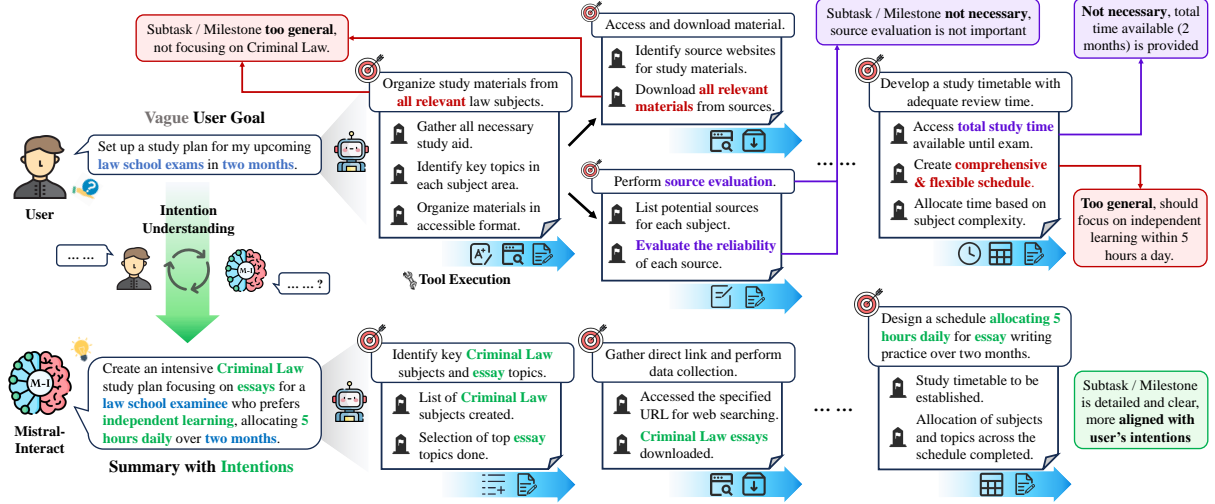 Subtask / Milestone too general,
not focusing on Criminal Law.
Access and download material.
Identify source websites
for study materials.
Download all relevant
materials from sources.
Subtask / Milestone not necessary,
source evaluation is not important
Not necessary, total
time available (2
months) is provided
Vague User Goal
Set up a study plan for my upcoming
law school exams in two months.
User
Organize study materials from
all relevant law subjects.
Gather all necessary
study aid.
Identify key topics in
each subject area.
Organize materials in
accessible format.
A+
Tool Execution
Perform source evaluation.
List potential sources
for each subject.
Evaluate the reliability
of each source.
... ...
Develop a study timetable with
adequate review time.
Access total study time
available until exam.
Create comprehensive
& flexible schedule.
Allocate time based on
subject complexity.
Too general, should
focus on independent
learning within 5
hours a day.
Intention
Understanding
... ...
M-I
... ... ?
M-I
Mistral-
Interact
Create an intensive Criminal Law
study plan focusing on essays for a
law school examinee who prefers
independent learning, allocating 5
hours daily over two months.
Summary with Intentions
Identify key Criminal Law
subjects and essay topics.
List of Criminal Law
subjects created.
Selection of top essay
topics done.
Gather direct link and perform
data collection.
Accessed the specified
URL for web searching.
Criminal Law essays
downloaded.
... ...
Design a schedule allocating 5
hours daily for essay writing
practice over two months.
Study timetable to be
established.
Allocation of subjects
and topics across the
schedule completed.
Subtask / Milestone
is detailed and clear,
more aligned with
user's intentions